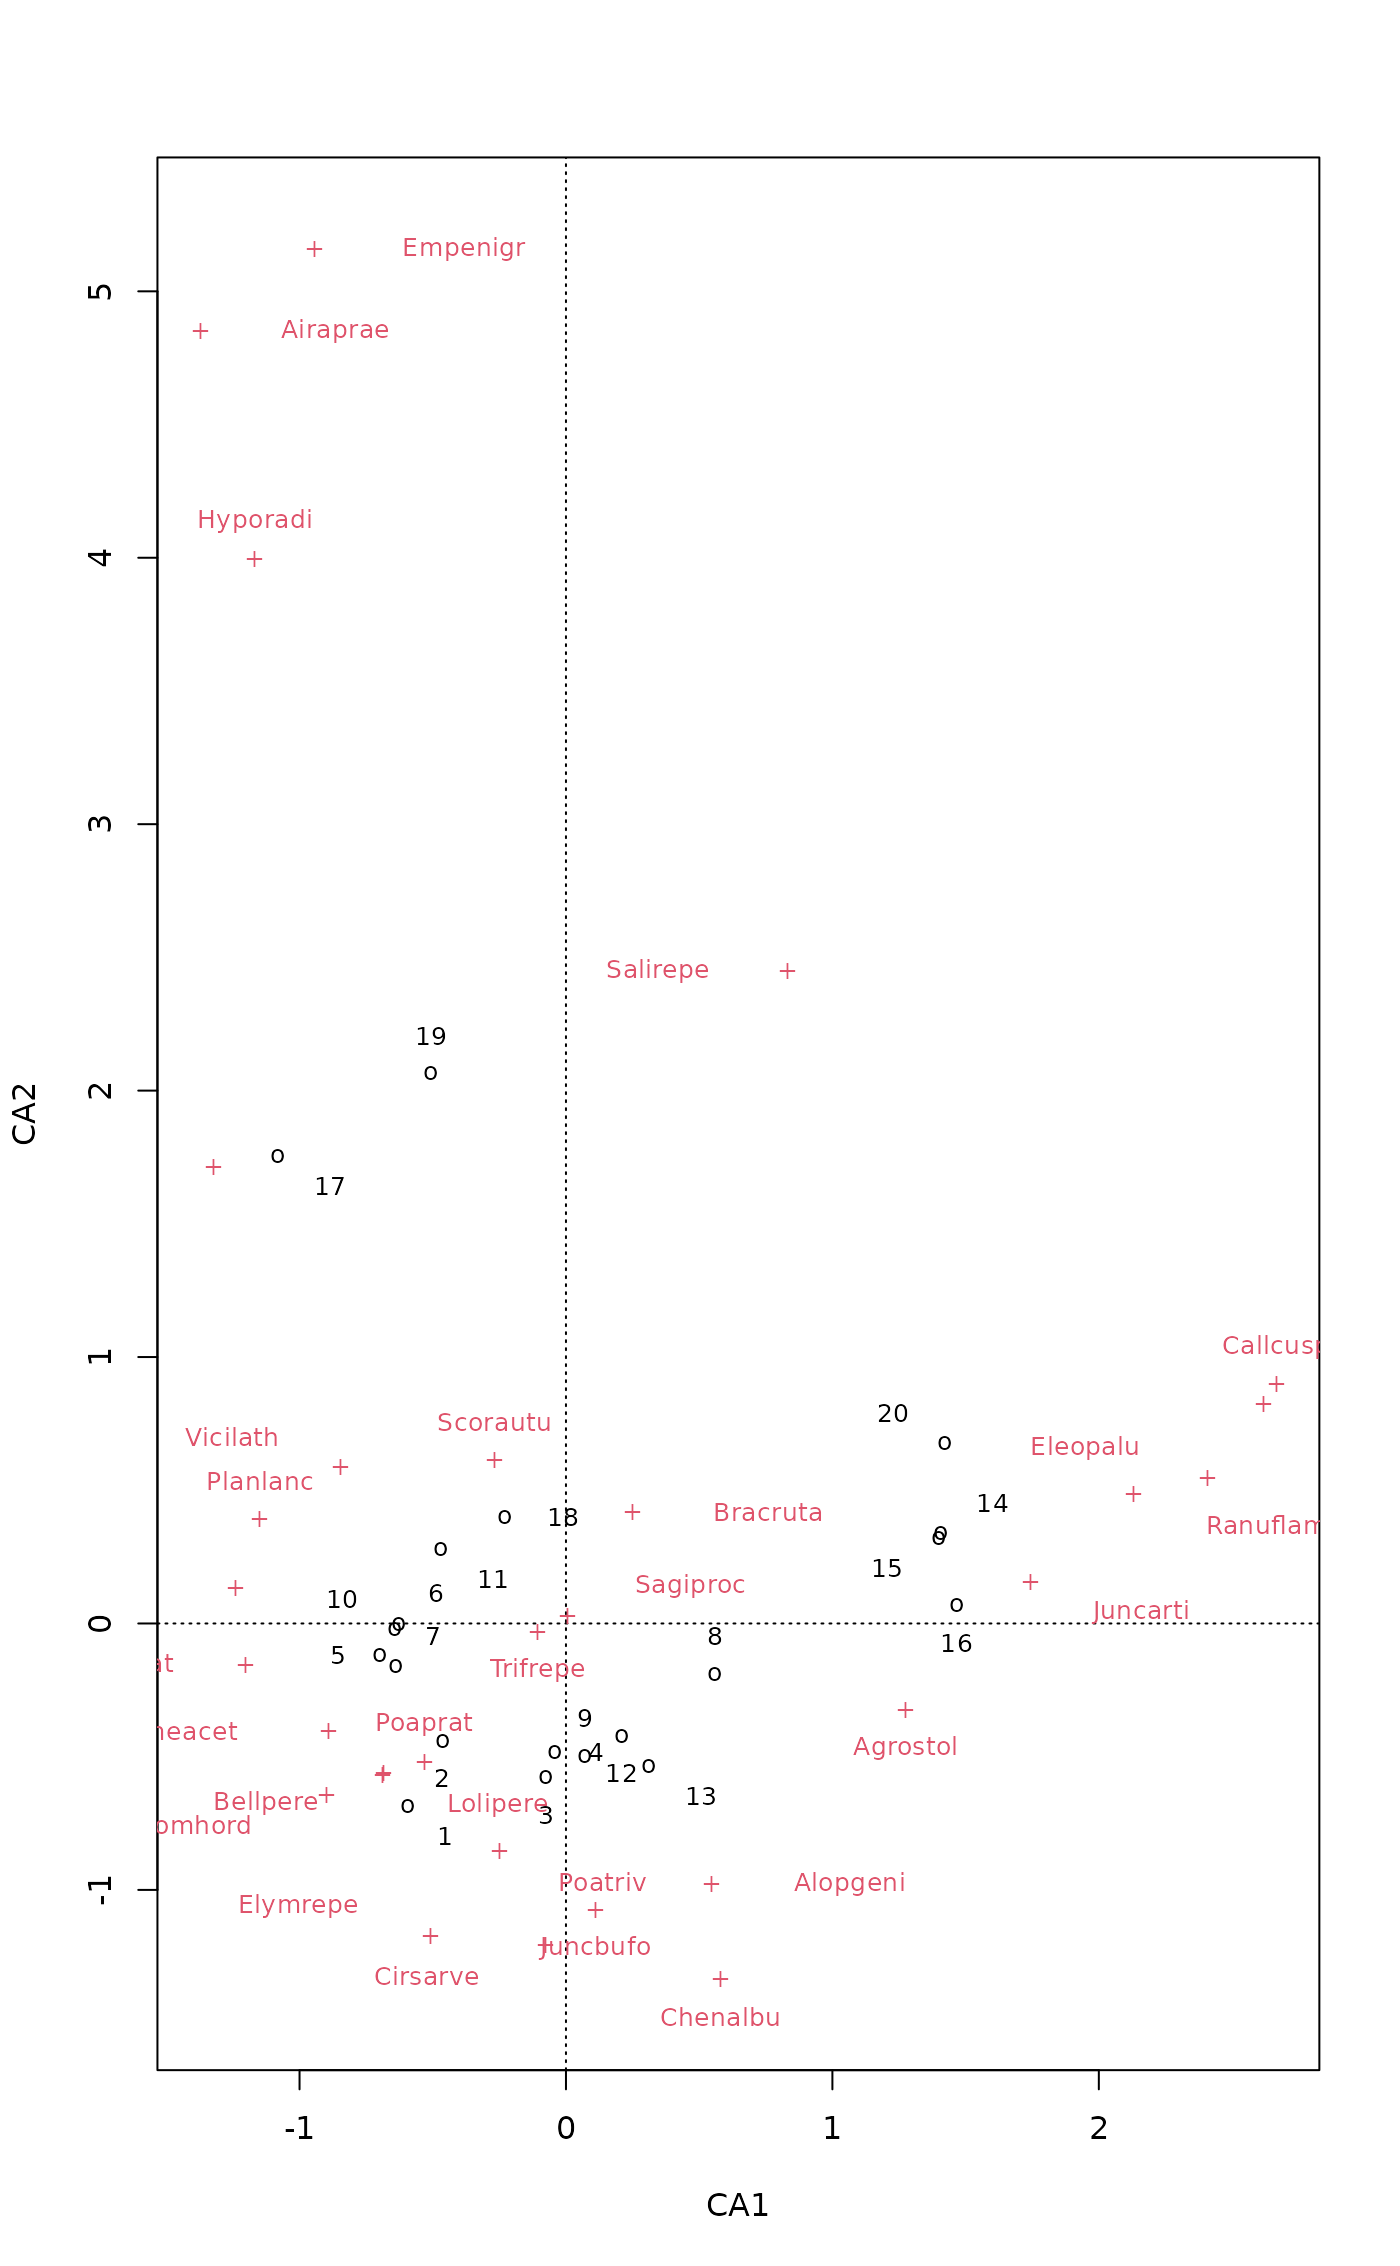 Empenigr
5
Airaprae
Hyporadi
4
3
Salirepe
19
2
CA2
17
1
Callcusp
20
Scorautu
Vicilath
Eleopalu
Planlanc
14
18
Bracruta
Ranuflam
15
11
Sagiproc
6
10
Juncarti
0
7
8
16
5
at
Trifrepe
9
Poaprat
neacet
Agrostol
4
12
2
13
Bellpere
Lolipere
3
omhord
1
Poatriv
Alopgeni
-1
Elymrepe
Juncbufo
Cirsarve
Chenalbu
-1 0 1 2
CA1